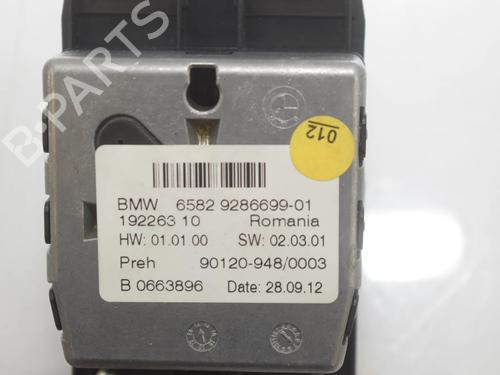 B-PARTS
012
BMW 6582 9286699-01
192263 10 Romania
HW: 01.01.00 SW: 02.03.01
Preh 90120-948/0003
B 0663896 Date: 28.09.12